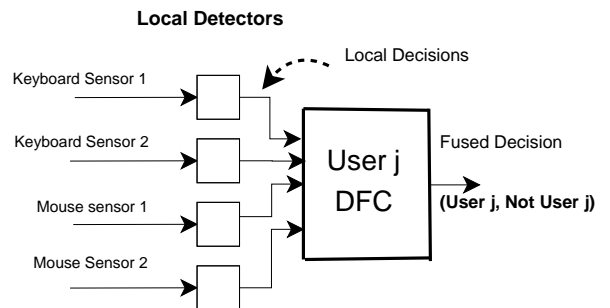 Local Detectors
Local Decisions
Keyboard Sensor 1
Keyboard Sensor 2
Mouse sensor 1
Mouse Sensor 2
User j
DFC
Fused Decision
(User j, Not User j)